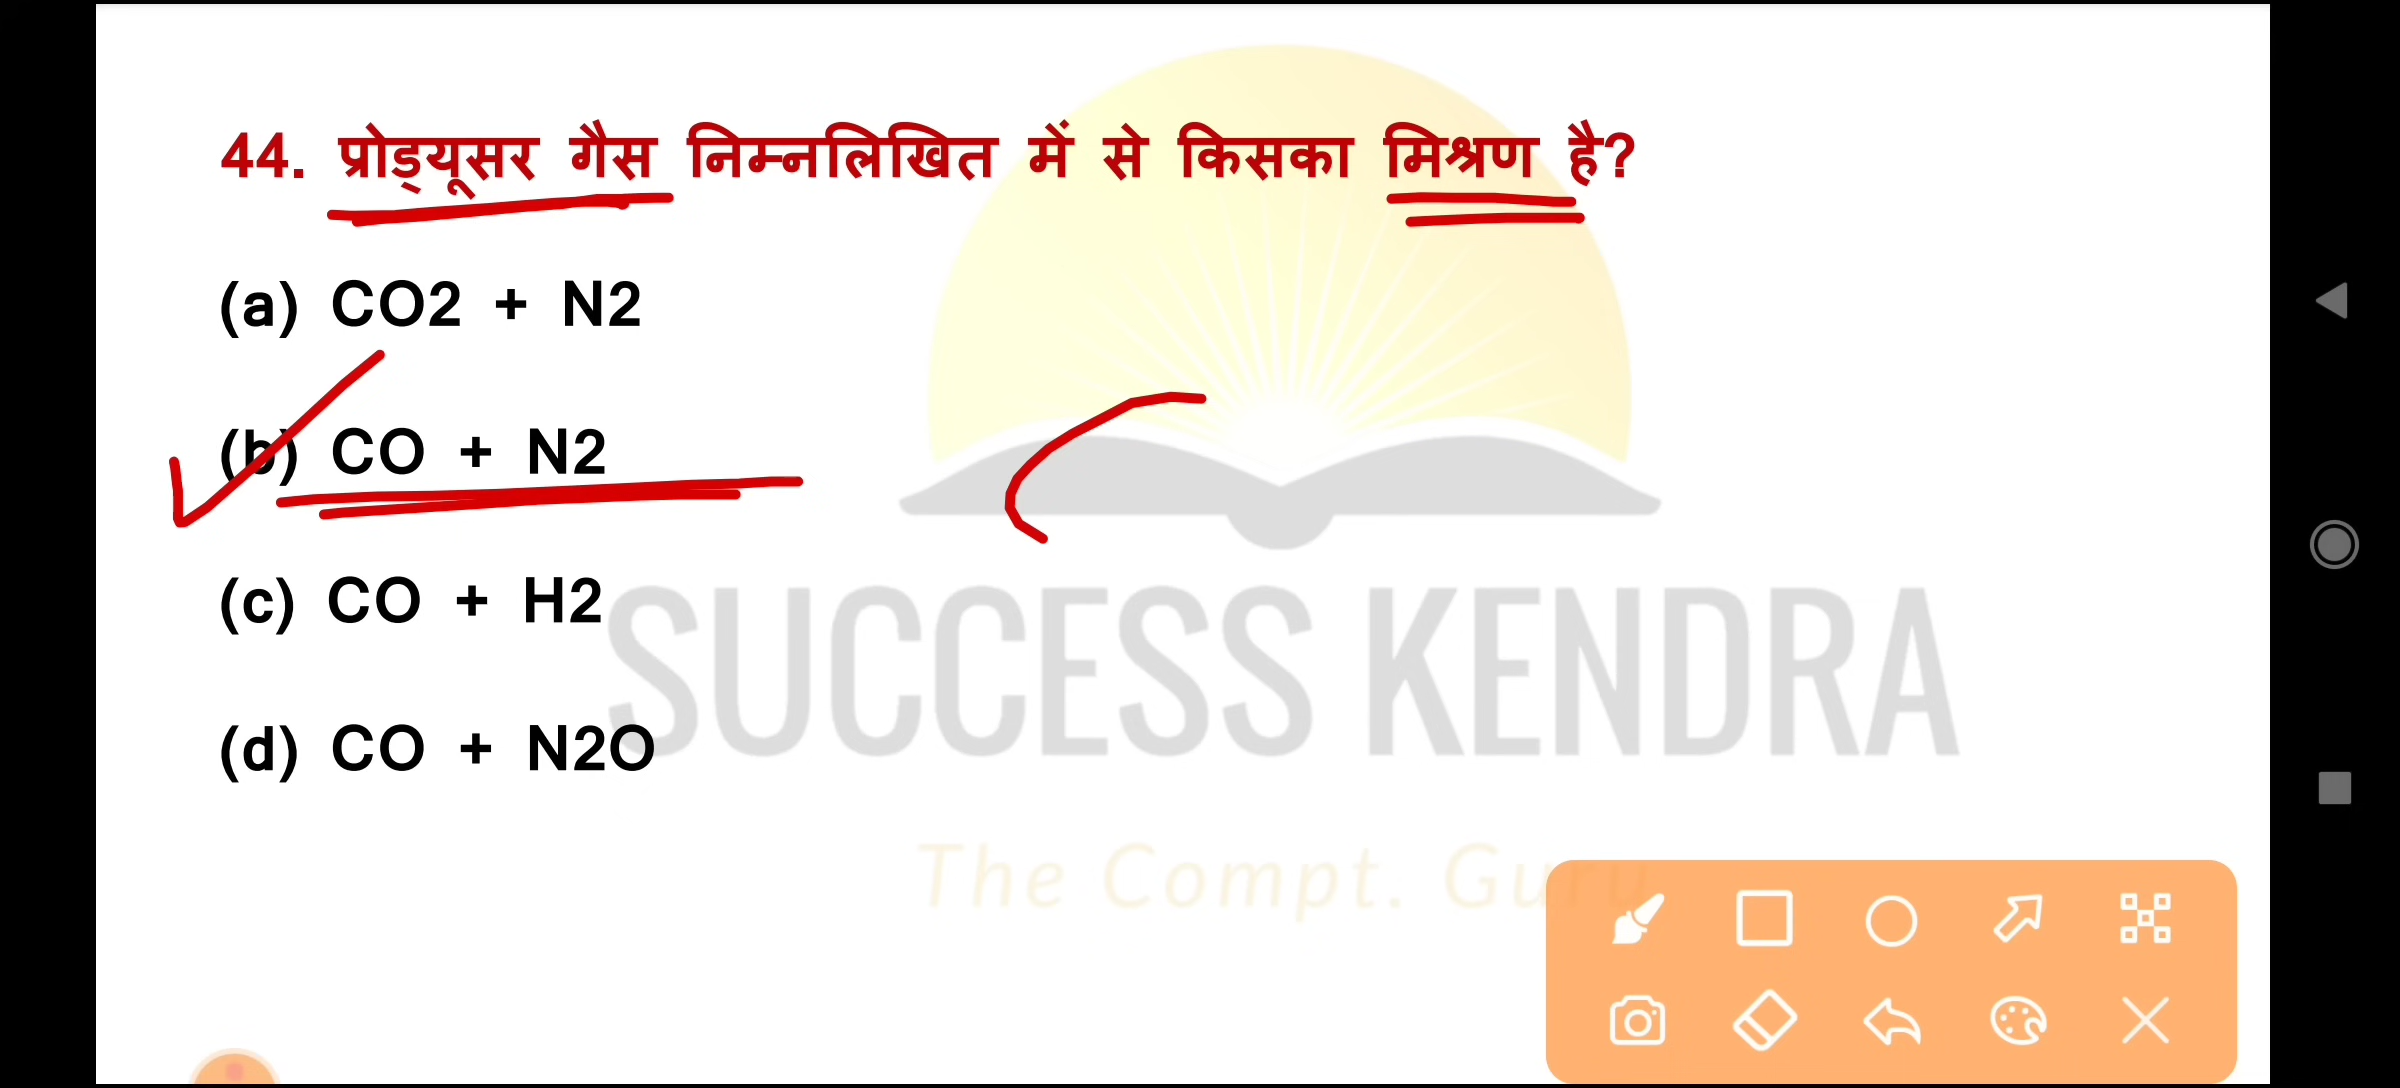 44. प्रोड्यूसर गैस निम्नलिखित में से किसका मिश्रण है?
(a) CO2 + N2
(b) CO + N2
(c) CO + H2
(d) CO + N2O
SUCCESS KENDRA
The Compt. Guru